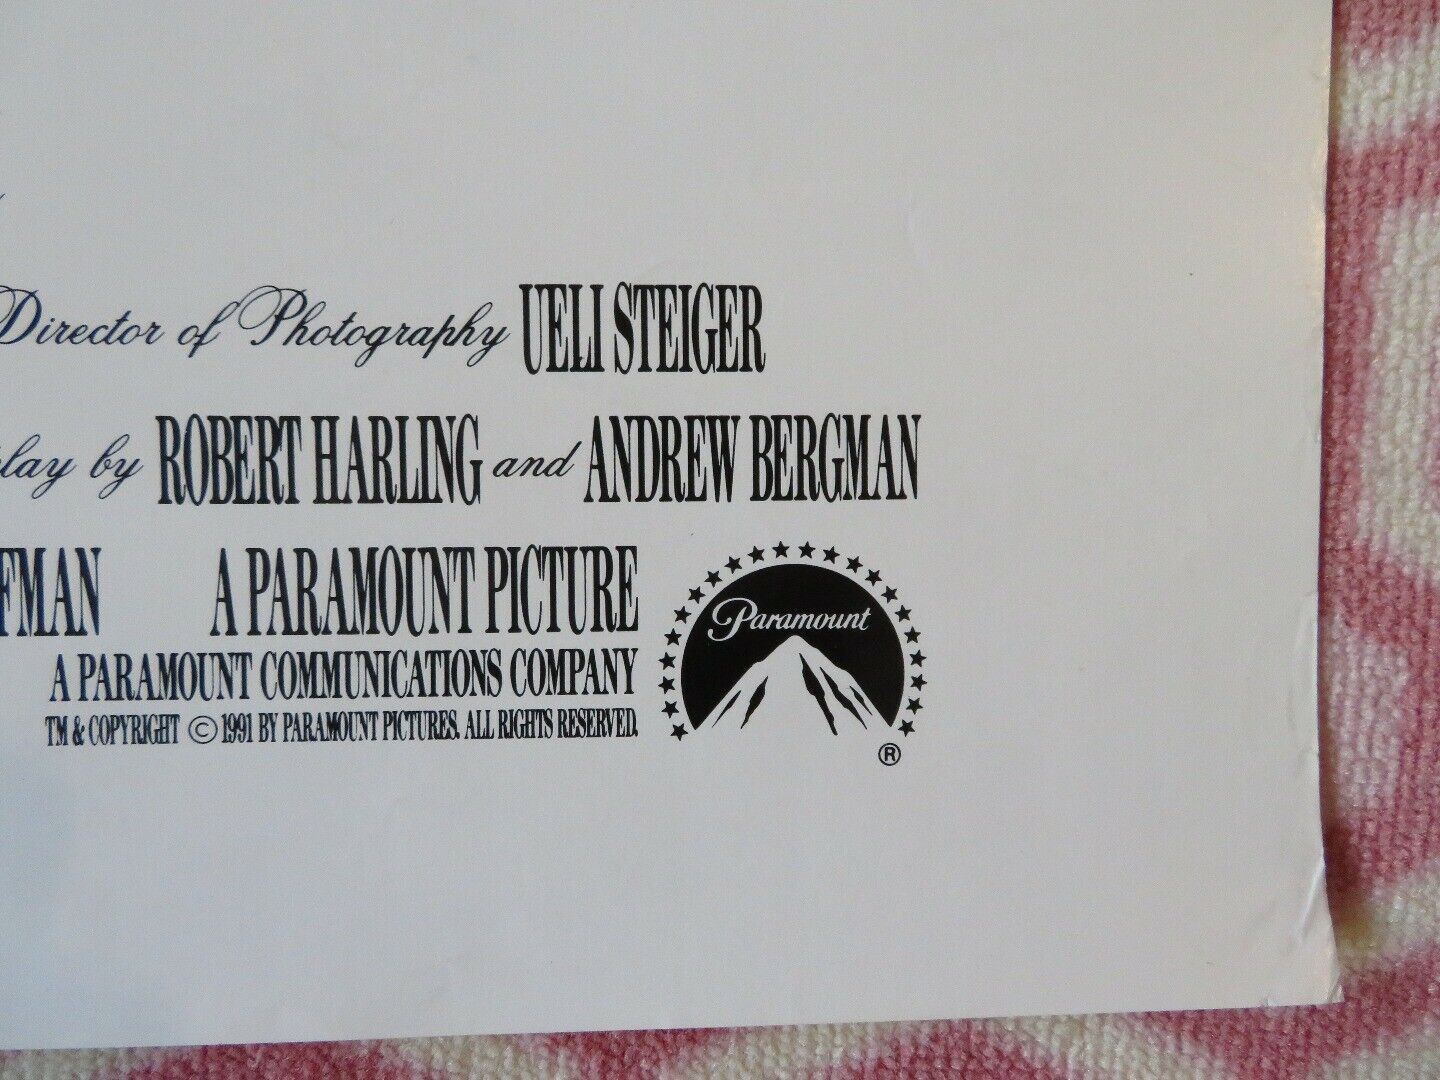 Director of Photography UELI STEIGER
lay by ROBERT HARLING and ANDREW BERGMAN
FMAN A PARAMOUNT PICTURE
A PARAMOUNT COMMUNICATIONS COMPANY
TM & COPYRIGHT © 1991 BY PARAMOUNT PICTURES. ALL RIGHTS RESERVED.
Paramount
®